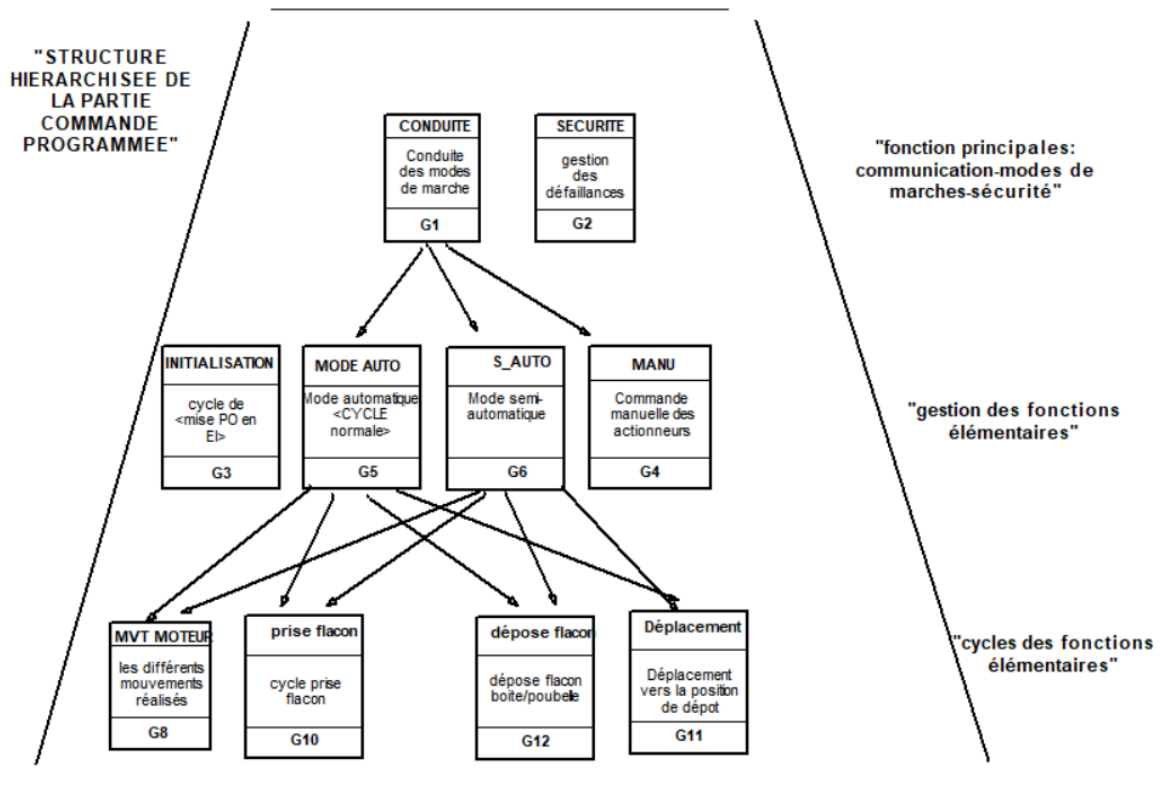 "STRUCTURE
HIERARCHISEE DE
LA PARTIE
COMMANDE
PROGRAMMEE"
CONDUITE
Conduite
des modes
de marche
G1
SECURITE
gestion
des
défaillances
G2
"fonction principales:
communication-modes de
marches-sécurité"
INITIALISATION
cycle de
<mise PO en
EI>
G3
MODE AUTO
Mode automatique
<CYCLE
normale>
G5
S_AUTO
Mode semi-
automatique
G6
MANU
Commande
manuelle des
actionneurs
G4
"gestion des fonctions
élémentaires"
MVT MOTEUR
les différents
mouvements
réalisés
G8
prise flacon
cycle prise
flacon
G10
dépose flacon
dépose flacon
boite/poubelle
G12
Déplacement
Déplacement
vers la position
de dépot
G11
"cycles des fonctions
élémentaires"